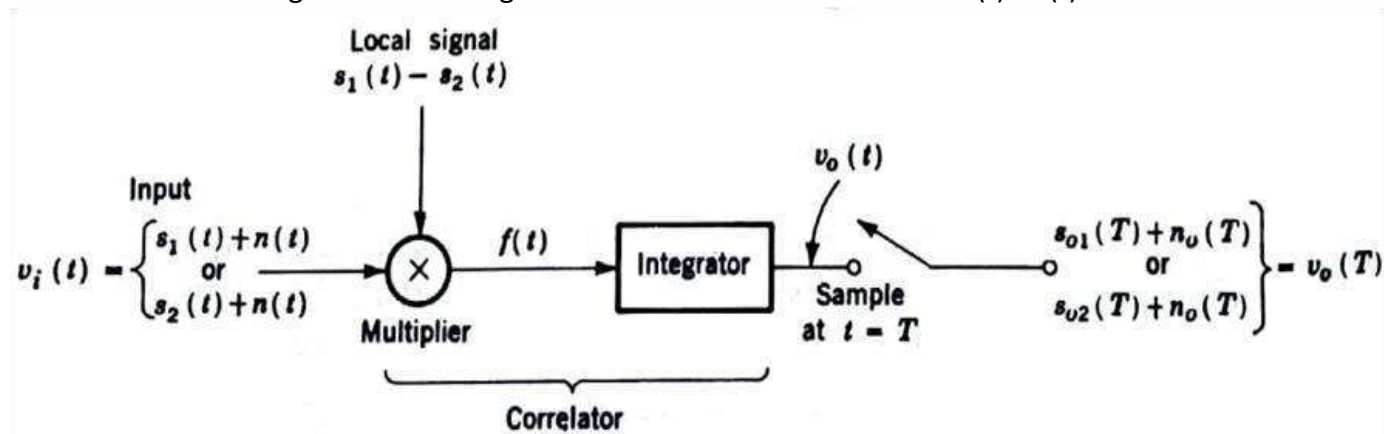 Local signal
s₁(t) − s₂(t)
vₒ(t)
Input
vᵢ(t) = { s₁(t) + n(t)
or
s₂(t) + n(t)
×
f(t)
Integrator
Multiplier
Sample
at t = T
sₒ₁(T) + nₒ(T)
or
sₒ₂(T) + nₒ(T) } = vₒ(T)
Correlator